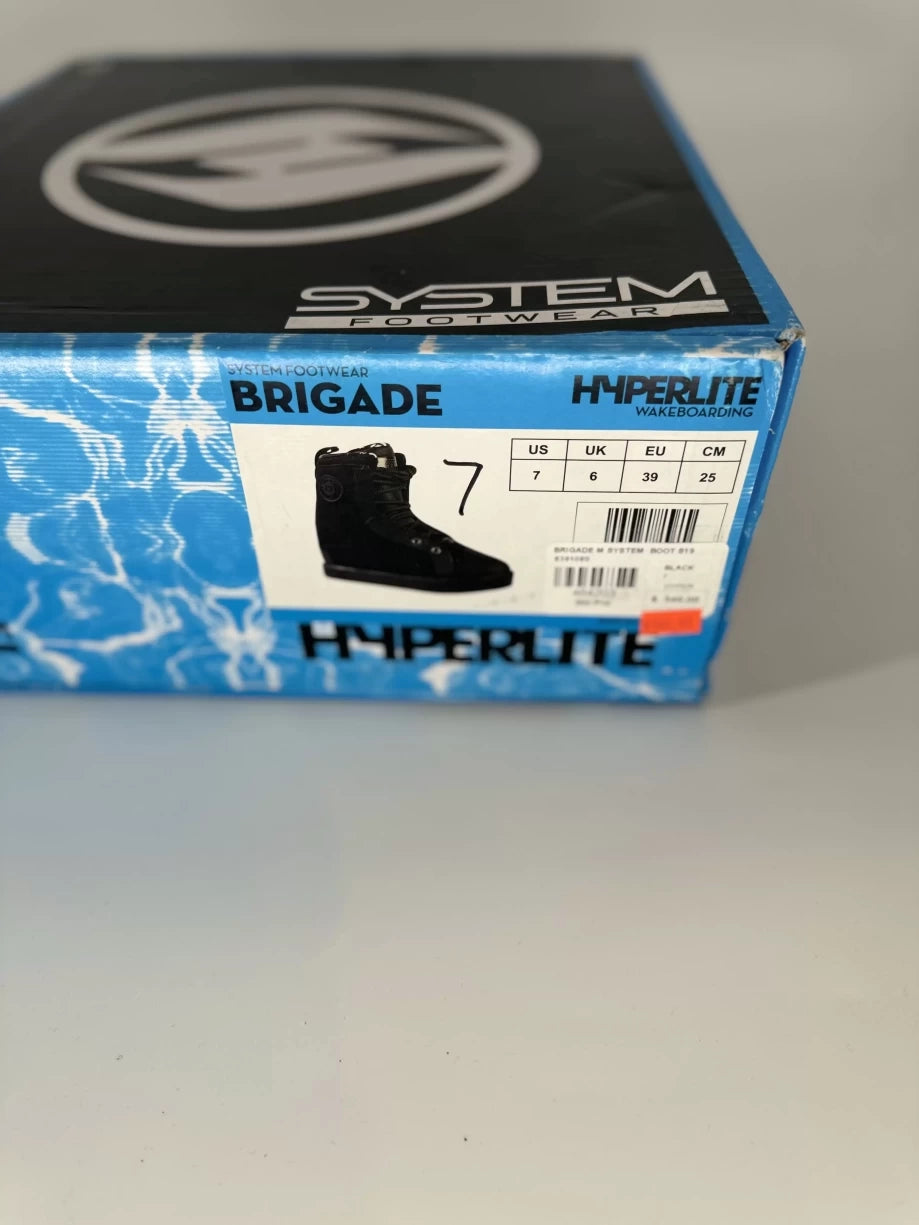 SYSTEM
FOOTWEAR
SYSTEM FOOTWEAR
BRIGADE
HYPERLITE
WAKEBOARDING
7
US UK EU CM
7 6 39 25
BRIGADE M SYSTEM BOOT S19
BLACK
HYPERLITE